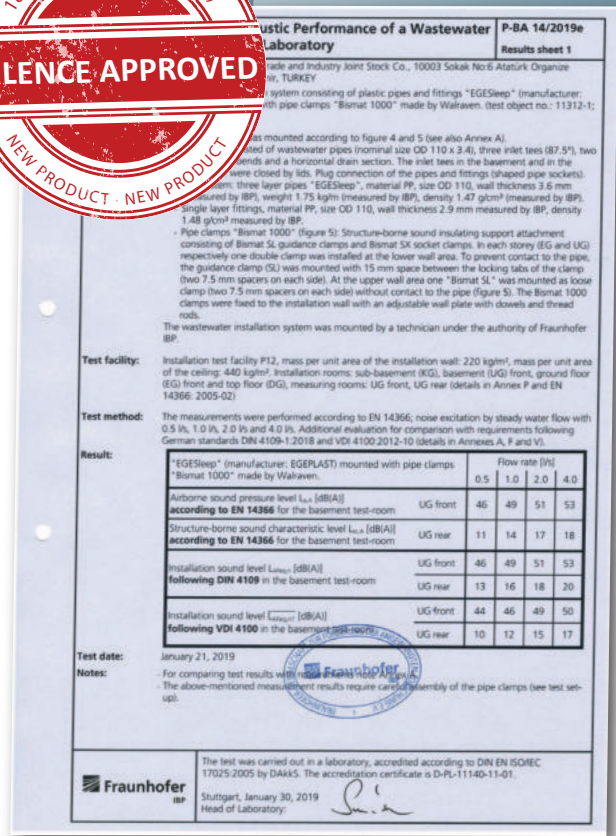 LENCE APPROVED
NEW PRODUCT · NEW PRODUCT
ustic Performance of a Wastewater
Laboratory
P-BA 14/2019e
Results sheet 1
rade and Industry Joint Stock Co., 10003 Sokak No:6 Atatürk Organize
mir, TURKEY
system consisting of plastic pipes and fittings "EGESleep" (manufacturer:
ith pipe clamps "Bismat 1000" made by Walraven. (test object no.: 11312-1;
as mounted according to figure 4 and 5 (see also Annex A).
sted of wastewater pipes (nominal size OD 110 x 3.4), three inlet tees (87.5°), two
bends and a horizontal drain section. The inlet tees in the basement and in the
were closed by lids. Plug connection of the pipes and fittings (shaped pipe sockets).
tem: three layer pipes "EGESleep", material PP, size OD 110, wall thickness 3.6 mm
(measured by IBP), weight 1.75 kg/m (measured by IBP), density 1.47 g/cm³ (measured by IBP).
Single layer fittings, material PP, size OD 110, wall thickness 2.9 mm measured by IBP, density
1.48 g/cm³ measured by IBP.
- Pipe clamps "Bismat 1000" (figure 5): Structure-borne sound insulating support attachment
consisting of Bismat SL guidance clamps and Bismat SX socket clamps. In each storey (EG and UG)
respectively one double clamp was installed at the lower wall area. To prevent contact to the pipe,
the guidance clamp (SL) was mounted with 15 mm space between the locking tabs of the clamp
(two 7.5 mm spacers on each side). At the upper wall area one "Bismat SL" was mounted as loose
clamp (two 7.5 mm spacers on each side) without contact to the pipe (figure 5). The Bismat 1000
clamps were fixed to the installation wall with an adjustable wall plate with dowels and thread
rods.
The wastewater installation system was mounted by a technician under the authority of Fraunhofer
IBP.
Test facility: Installation test facility P12, mass per unit area of the installation wall: 220 kg/m², mass per unit area
of the ceiling: 440 kg/m². Installation rooms: sub-basement (KG), basement (UG) front, ground floor
(EG) front and top floor (DG), measuring rooms: UG front, UG rear (details in Annex P and EN
14366: 2005-02)
Test method: The measurements were performed according to EN 14366; noise excitation by steady water flow with
0.5 l/s, 1.0 l/s, 2.0 l/s and 4.0 l/s. Additional evaluation for comparison with requirements following
German standards DIN 4109-1:2018 and VDI 4100:2012-10 (details in Annexes A, F and V).
Result:
"EGESleep" (manufacturer: EGEPLAST) mounted with pipe clamps
"Bismat 1000" made by Walraven.
Flow rate [l/s]
0.5 1.0 2.0 4.0
Airborne sound pressure level [dB(A)]
according to EN 14366 for the basement test-room
UG front 46 49 51 53
Structure-borne sound characteristic level [dB(A)]
according to EN 14366 for the basement test-room
UG rear 11 14 17 18
Installation sound level [dB(A)]
following DIN 4109 in the basement test-room
UG front 46 49 51 53
UG rear 13 16 18 20
Installation sound level [dB(A)]
following VDI 4100 in the basement test-room
UG front 44 46 49 50
UG rear 10 12 15 17
Test date: January 21, 2019
Notes: - For comparing test results with requirements note Annex A.
- The above-mentioned measurement results require careful assembly of the pipe clamps (see test set-
up).
Fraunhofer
Fraunhofer
IBP
The test was carried out in a laboratory, accredited according to DIN EN ISO/IEC
17025:2005 by DAkkS. The accreditation certificate is D-PL-11140-11-01.
Stuttgart, January 30, 2019
Head of Laboratory: